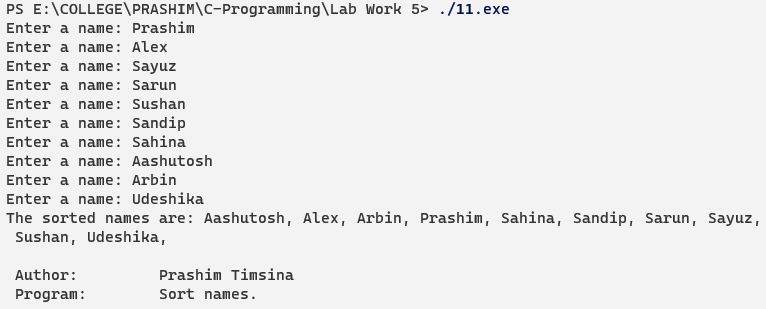 PS E:\COLLEGE\PRASHIM\C-Programming\Lab Work 5> ./11.exe
Enter a name: Prashim
Enter a name: Alex
Enter a name: Sayuz
Enter a name: Sarun
Enter a name: Sushan
Enter a name: Sandip
Enter a name: Sahina
Enter a name: Aashutosh
Enter a name: Arbin
Enter a name: Udeshika
The sorted names are: Aashutosh, Alex, Arbin, Prashim, Sahina, Sandip, Sarun, Sayuz,
Sushan, Udeshika,
Author: Prashim Timsina
Program: Sort names.